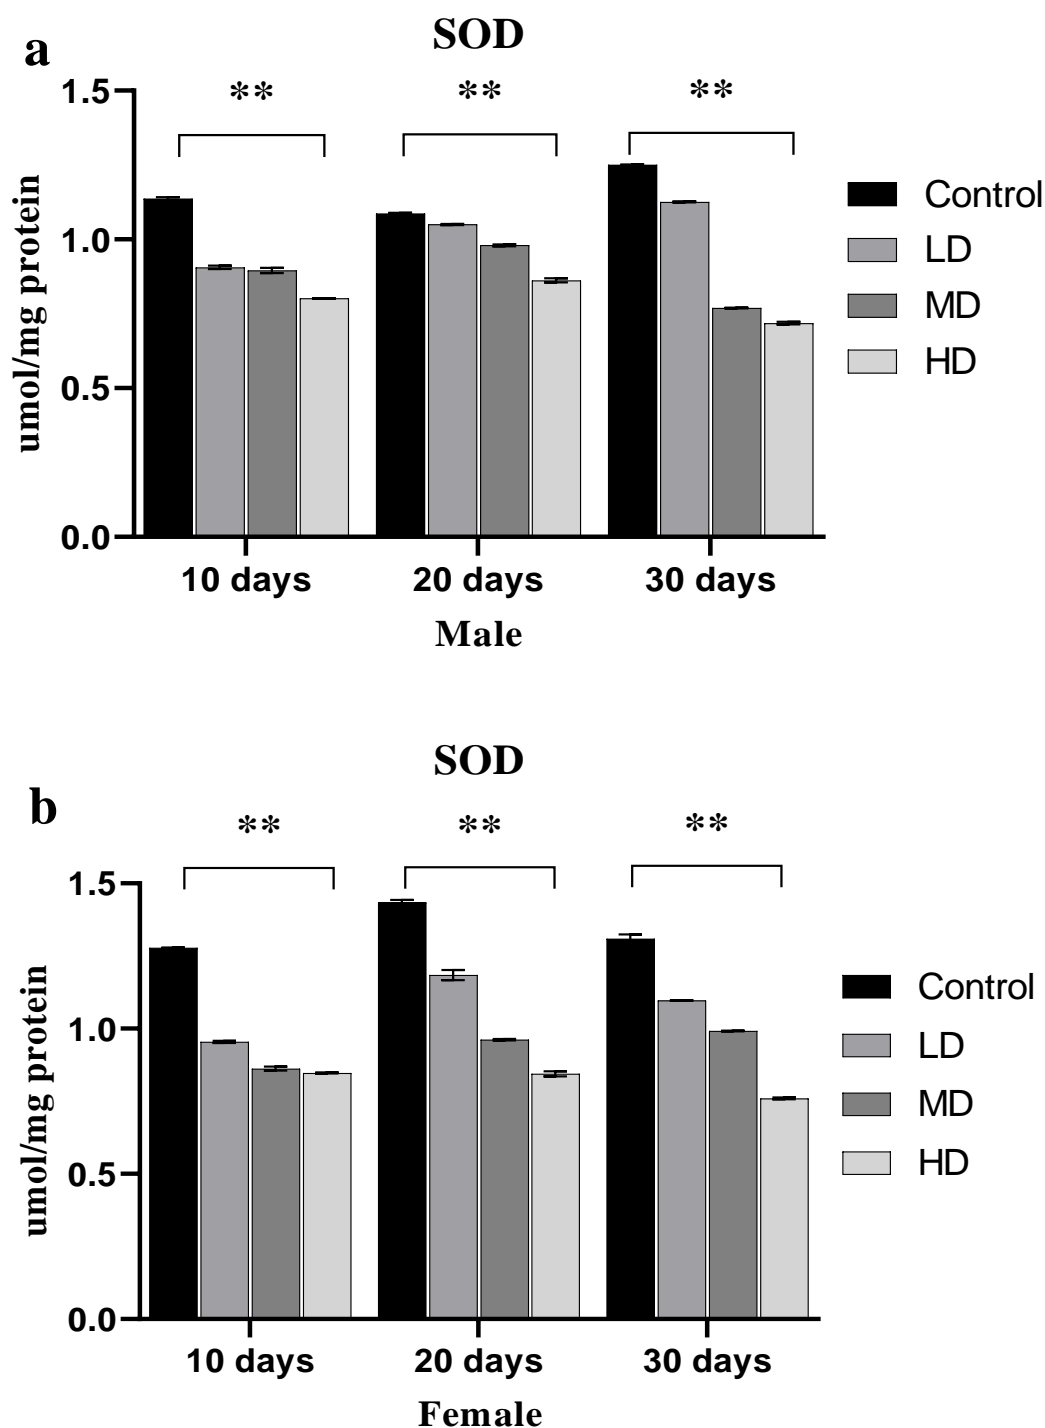 a
SOD
** ** **
1.5
1.0
0.5
0.0
umol/mg protein
Control
LD
MD
HD
10 days 20 days 30 days
Male
b
SOD
** ** **
1.5
1.0
0.5
0.0
umol/mg protein
Control
LD
MD
HD
10 days 20 days 30 days
Female